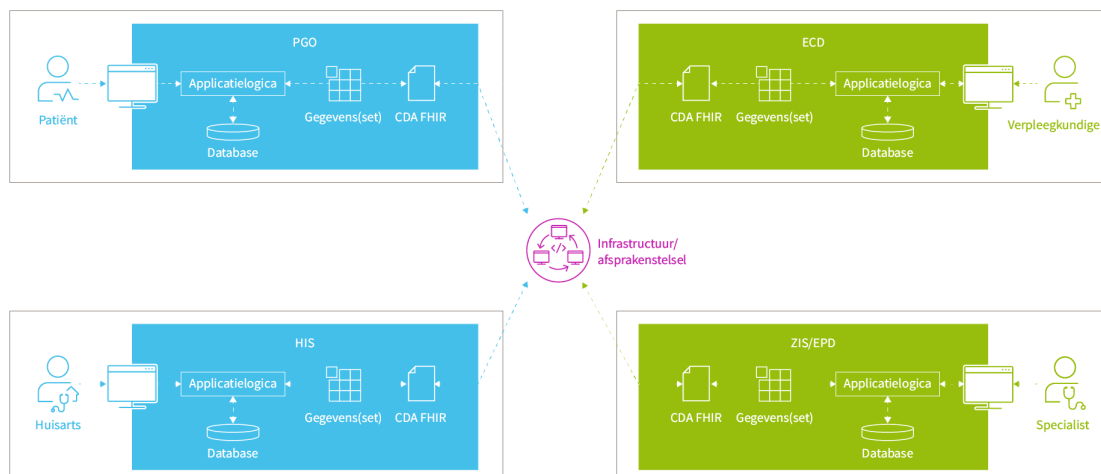 PGO
Applicatielogica
Patiënt
Gegevens(set)
CDA FHIR
Database
ECD
Applicatielogica
CDA FHIR
Gegevens(set)
Verpleegkundige
Database
</>
Infrastructuur/
afsprakenstelsel
HIS
Applicatielogica
Huisarts
Gegevens(set)
CDA FHIR
Database
ZIS/EPD
Applicatielogica
CDA FHIR
Gegevens(set)
Specialist
Database